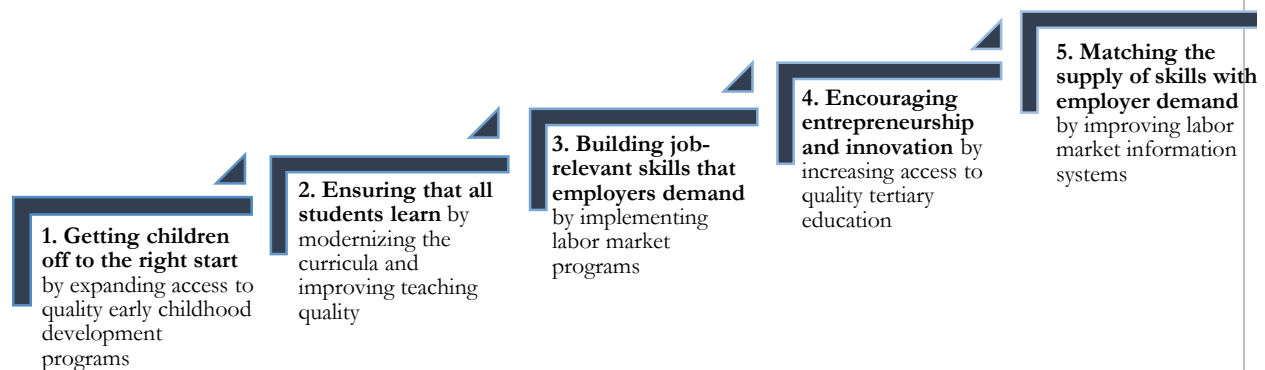 1. Getting children
off to the right start
by expanding access to
quality early childhood
development
programs
2. Ensuring that all
students learn by
modernizing the
curricula and
improving teaching
quality
3. Building job-
relevant skills that
employers demand
by implementing
labor market
programs
4. Encouraging
entrepreneurship
and innovation by
increasing access to
quality tertiary
education
5. Matching the
supply of skills with
employer demand
by improving labor
market information
systems